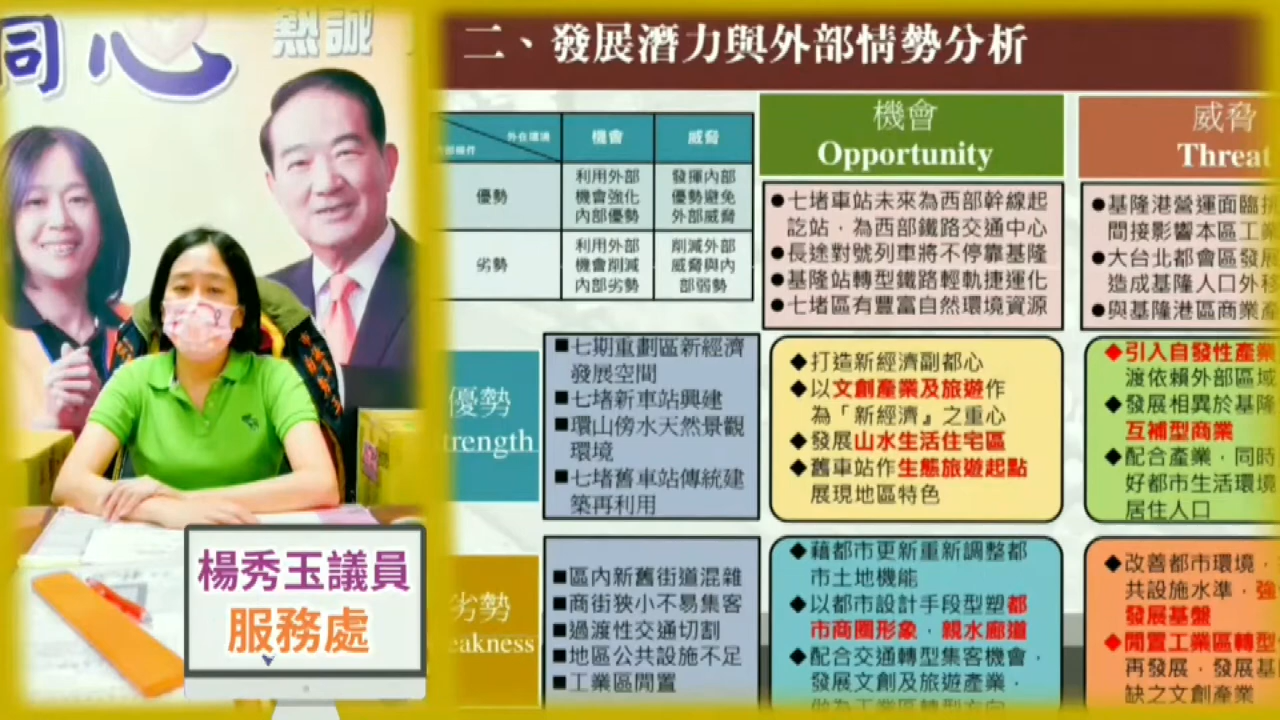 同心
熱誠
楊秀玉議員
服務處
二、發展潛力與外部情勢分析
外在環境
機會
威脅
優勢
利用外部
機會強化
內部優勢
發揮內部
優勢避免
外部威脅
劣勢
利用外部
機會削減
內部劣勢
削減外部
威脅與內
部弱勢
機會
Opportunity
威脅
Threat
●七堵車站未來為西部幹線起
訖站，為西部鐵路交通中心
●長途對號列車將不停靠基隆
●基隆站轉型鐵路輕軌捷運化
●七堵區有豐富自然環境資源
●基隆港營運面臨
間接影響本區工業
●大台北都會區發展
造成基隆人口外移
●與基隆港區商業產
優勢
trength
■七期重劃區新經濟
發展空間
■七堵新車站興建
■環山傍水天然景觀
環境
■七堵舊車站傳統建
築再利用
◆打造新經濟副都心
◆以文創產業及旅遊作
為「新經濟』之重心
◆發展山水生活住宅區
◆舊車站作生態旅遊起點
展現地區特色
◆引入自發性產業
渡依賴外部區域
◆發展相異於基隆
互補型商業
◆配合產業，同時
好都市生活環境
居住人口
劣勢
eakness
■區內新舊街道混雜
■商街狹小不易集客
■過渡性交通切割
■地區公共設施不足
■工業區閒置
◆藉都市更新重新調整都
市土地機能
◆以都市設計手段型塑都
市商圈形象，親水廊道
◆配合交通轉型集客機會，
發展文創及旅遊產業，
做為工業區轉型方向
◆改善都市環境，
共設施水準，強
發展基盤
◆閒置工業區轉型
再發展，發展基
缺之文創產業